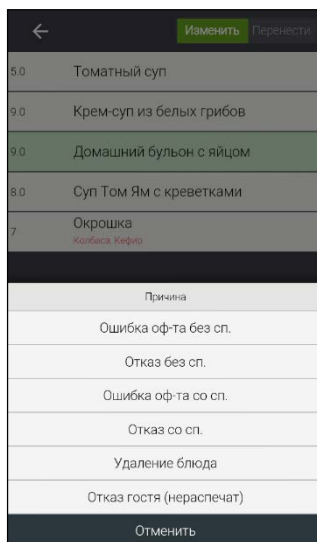 Изменить Перенести
5.0 Томатный суп
9.0 Крем-суп из белых грибов
9.0 Домашний бульон с яйцом
8.0 Суп Том Ям с креветками
7 Окрошка
Колбаса, Кефир
Причина
Ошибка оф-та без сп.
Отказ без сп.
Ошибка оф-та со сп.
Отказ со сп.
Удаление блюда
Отказ гостя (нераспечат)
Отменить